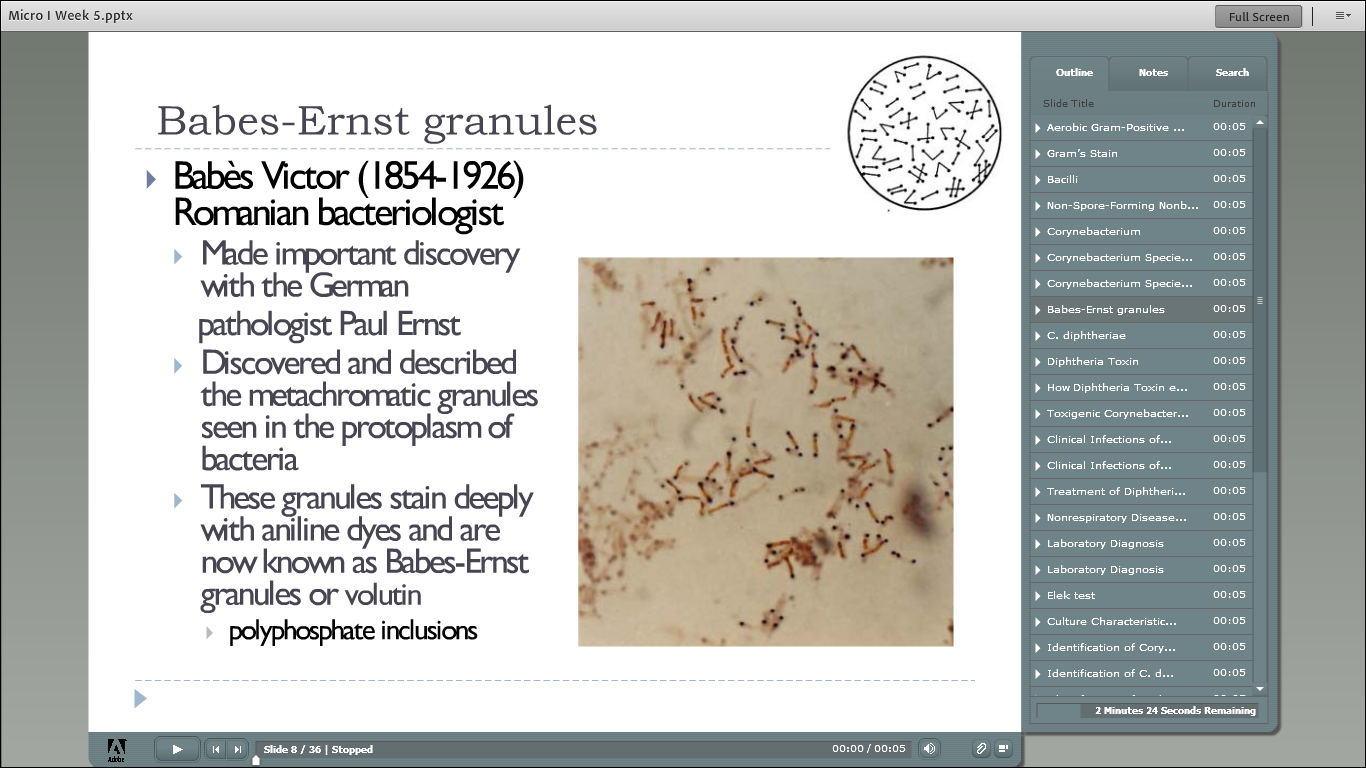 Micro I Week 5.pptx
Full Screen
Babes-Ernst granules
Babès Victor (1854-1926)
Romanian bacteriologist
Made important discovery
with the German
pathologist Paul Ernst
Discovered and described
the metachromatic granules
seen in the protoplasm of
bacteria
These granules stain deeply
with aniline dyes and are
now known as Babes-Ernst
granules or volutin
polyphosphate inclusions
Outline Notes Search
Slide Title Duration
Aerobic Gram-Positive ... 00:05
Gram's Stain 00:05
Bacilli 00:05
Non-Spore-Forming Nonb... 00:05
Corynebacterium 00:05
Corynebacterium Specie... 00:05
Corynebacterium Specie... 00:05
Babes-Ernst granules 00:05
C. diphtheriae 00:05
Diphtheria Toxin 00:05
How Diphtheria Toxin e... 00:05
Toxigenic Corynebacter... 00:05
Clinical Infections of... 00:05
Clinical Infections of... 00:05
Treatment of Diphtheri... 00:05
Nonrespiratory Disease... 00:05
Laboratory Diagnosis 00:05
Laboratory Diagnosis 00:05
Elek test 00:05
Culture Characteristic... 00:05
Identification of Cory... 00:05
Identification of C. d... 00:05
2 Minutes 24 Seconds Remaining
Adobe
Slide 8 / 36 | Stopped 00:00 / 00:05